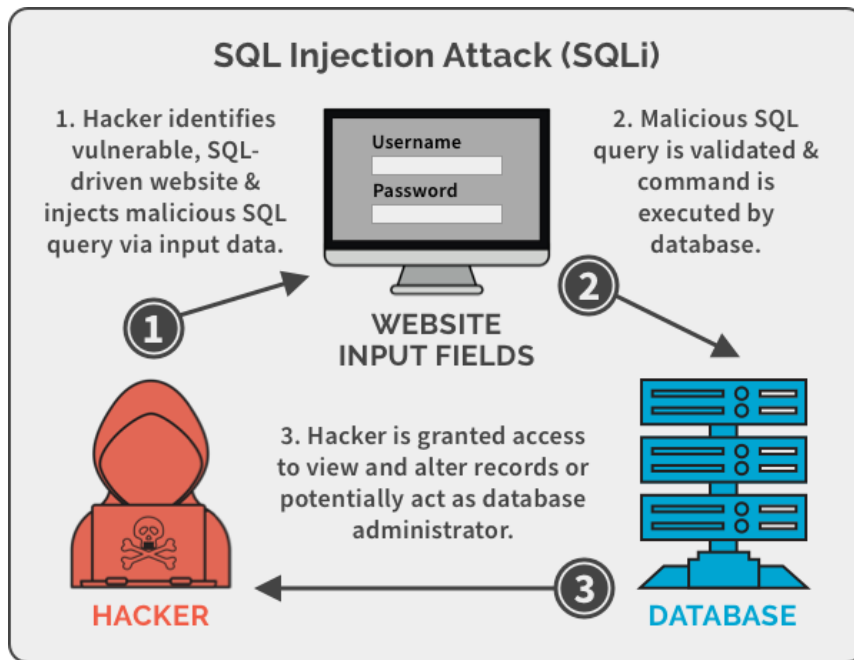 SQL Injection Attack (SQLi)
1. Hacker identifies
vulnerable, SQL-
driven website &
injects malicious SQL
query via input data.
Username
Password
2. Malicious SQL
query is validated &
command is
executed by
database.
1
2
WEBSITE
INPUT FIELDS
3. Hacker is granted access
to view and alter records or
potentially act as database
administrator.
3
HACKER
DATABASE